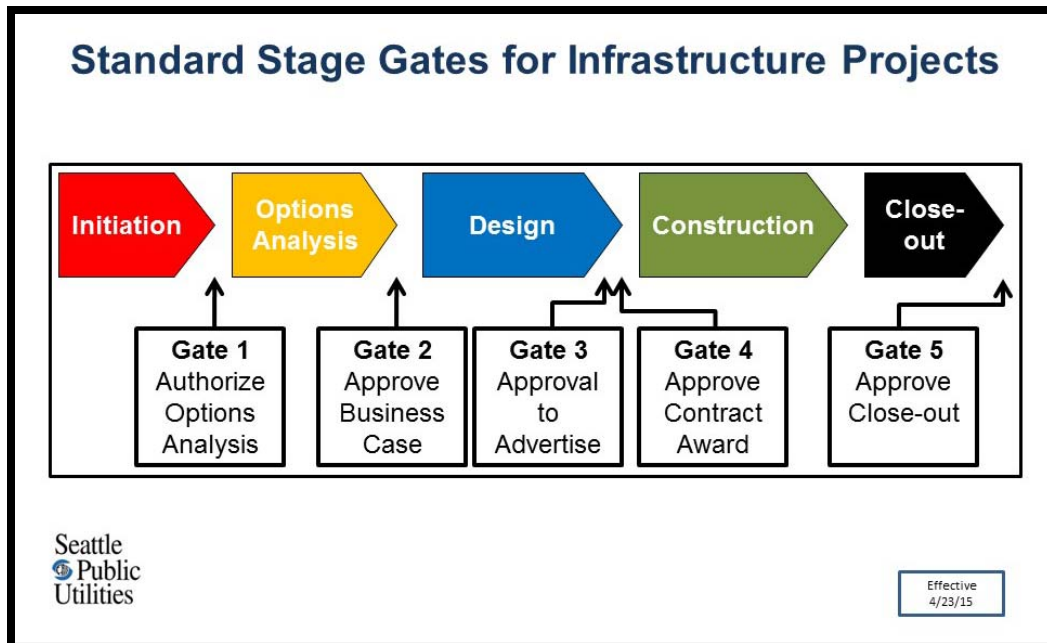 Standard Stage Gates for Infrastructure Projects
Initiation
Options
Analysis
Design
Construction
Close-
out
Gate 1
Authorize
Options
Analysis
Gate 2
Approve
Business
Case
Gate 3
Approval
to
Advertise
Gate 4
Approve
Contract
Award
Gate 5
Approve
Close-out
Seattle
Public
Utilities
Effective
4/23/15